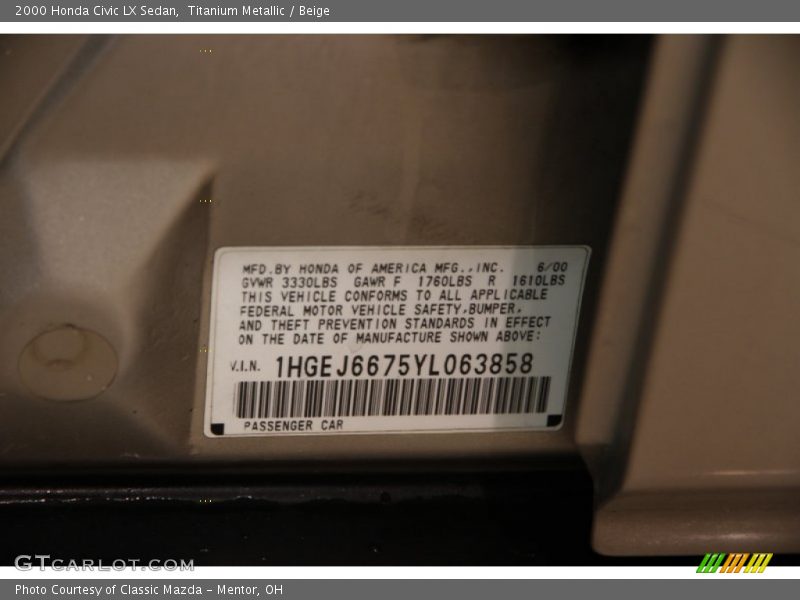 2000 Honda Civic LX Sedan,  Titanium Metallic / Beige
MFD.BY HONDA OF AMERICA MFG.,INC.   6/00
GVWR 3330LBS  GAWR F  1760LBS  R  1610LBS
THIS VEHICLE CONFORMS TO ALL APPLICABLE
FEDERAL MOTOR VEHICLE SAFETY,BUMPER,
AND THEFT PREVENTION STANDARDS IN EFFECT
ON THE DATE OF MANUFACTURE SHOWN ABOVE:
V.I.N. 1HGEJ6675YL063858
PASSENGER CAR
GTcarlot.com
Photo Courtesy of Classic Mazda - Mentor, OH